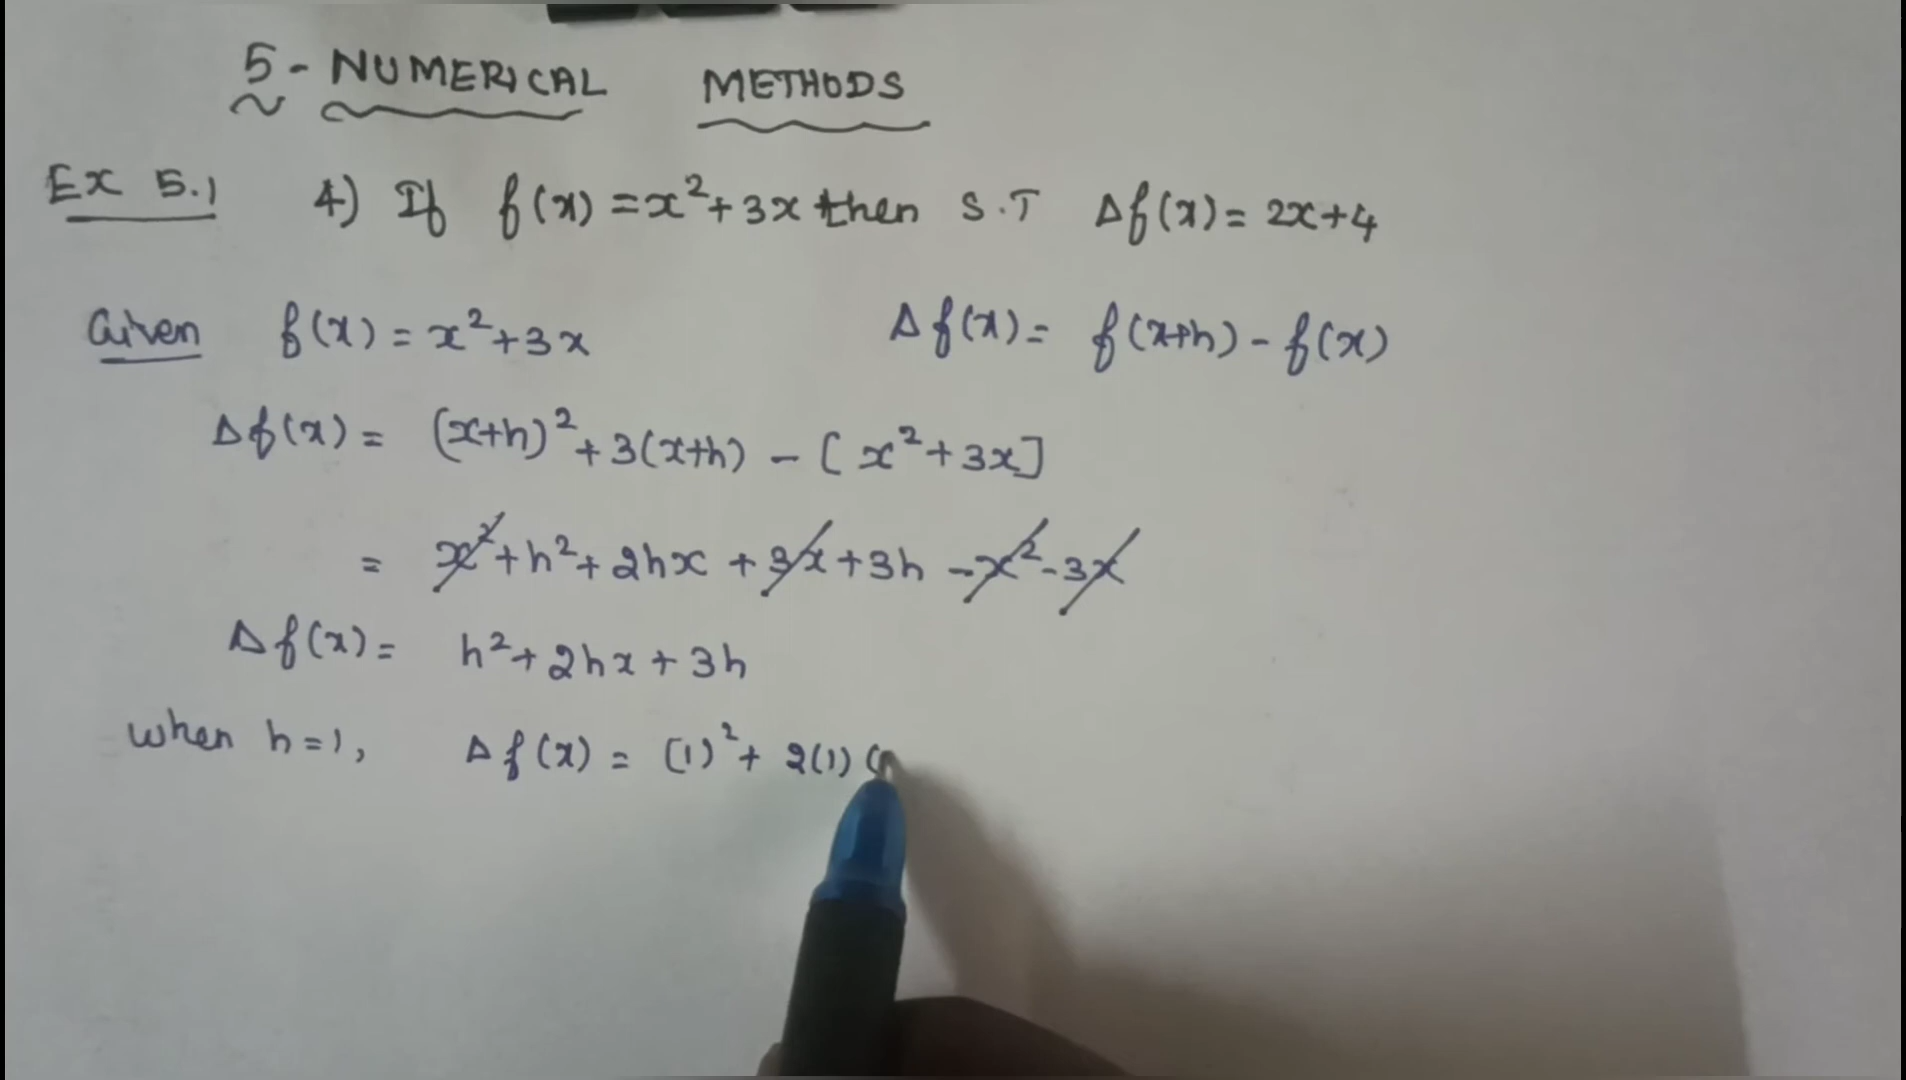 5 - NUMERICAL METHODS
Ex 5.1 4) If f(x) = x² + 3x then S.T Δf(x) = 2x+4
Given f(x) = x² + 3x Δf(x) = f(x+h) - f(x)
Δf(x) = (x+h)² + 3(x+h) - [x² + 3x]
= x² + h² + 2hx + 3x + 3h - x² - 3x
Δf(x) = h² + 2hx + 3h
when h=1, Δf(x) = (1)² + 2(1) (